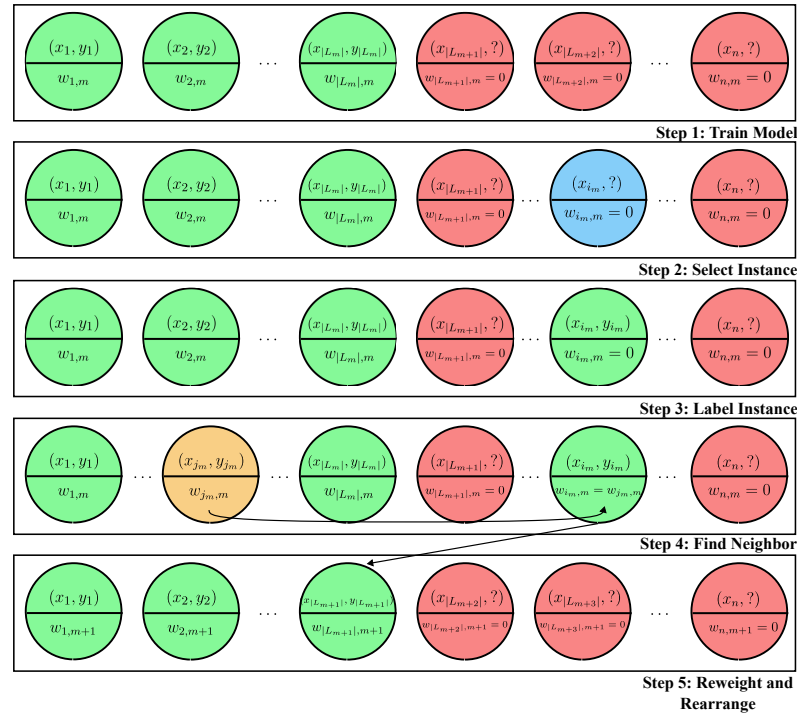 (x_1, y_1) (x_2, y_2) (x_{|L_m|}, y_{|L_m|}) (x_{|L_{m+1}|}, ?) (x_{|L_{m+2}|}, ?) (x_n, ?)
w_{1,m} w_{2,m} ... w_{|L_m|,m} w_{|L_{m+1}|,m} = 0 w_{|L_{m+2}|,m} = 0 ... w_{n,m} = 0
Step 1: Train Model
(x_1, y_1) (x_2, y_2) (x_{|L_m|}, y_{|L_m|}) (x_{|L_{m+1}|}, ?) (x_{i_m}, ?) (x_n, ?)
w_{1,m} w_{2,m} ... w_{|L_m|,m} w_{|L_{m+1}|,m} = 0 ... w_{i_m,m} = 0 ... w_{n,m} = 0
Step 2: Select Instance
(x_1, y_1) (x_2, y_2) (x_{|L_m|}, y_{|L_m|}) (x_{|L_{m+1}|}, ?) (x_{i_m}, y_{i_m}) (x_n, ?)
w_{1,m} w_{2,m} ... w_{|L_m|,m} w_{|L_{m+1}|,m} = 0 ... w_{i_m,m} = 0 ... w_{n,m} = 0
Step 3: Label Instance
(x_1, y_1) (x_{j_m}, y_{j_m}) (x_{|L_m|}, y_{|L_m|}) (x_{|L_{m+1}|}, ?) (x_{i_m}, y_{i_m}) (x_n, ?)
w_{1,m} ... w_{j_m,m} ... w_{|L_m|,m} w_{|L_{m+1}|,m} = 0 ... w_{i_m,m} = w_{j_m,m} ... w_{n,m} = 0
Step 4: Find Neighbor
(x_1, y_1) (x_2, y_2) (x_{|L_{m+1}|}, y_{|L_{m+1}|}) (x_{|L_{m+2}|}, ?) (x_{|L_{m+3}|}, ?) (x_n, ?)
w_{1,m+1} w_{2,m+1} ... w_{|L_{m+1}|,m+1} w_{|L_{m+2}|,m+1} = 0 w_{|L_{m+3}|,m+1} = 0 ... w_{n,m+1} = 0
Step 5: Reweight and
Rearrange